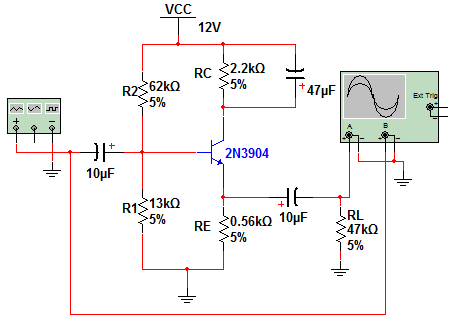 VCC
12V
R2
62kΩ
5%
RC
2.2kΩ
5%
47µF
+
Ext Trig
+
A
B
+ − + −
+ −
+
10µF
2N3904
R1
13kΩ
5%
RE
0.56kΩ
5%
+
10µF
RL
47kΩ
5%